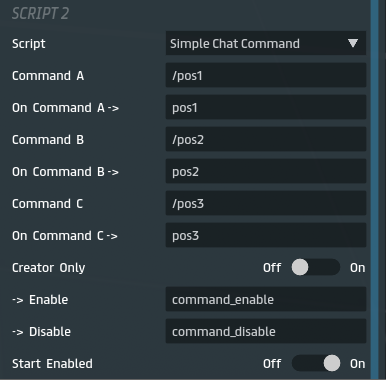 SCRIPT 2
Script Simple Chat Command
Command A /pos1
On Command A -> pos1
Command B /pos2
On Command B -> pos2
Command C /pos3
On Command C -> pos3
Creator Only Off On
-> Enable command_enable
-> Disable command_disable
Start Enabled Off On